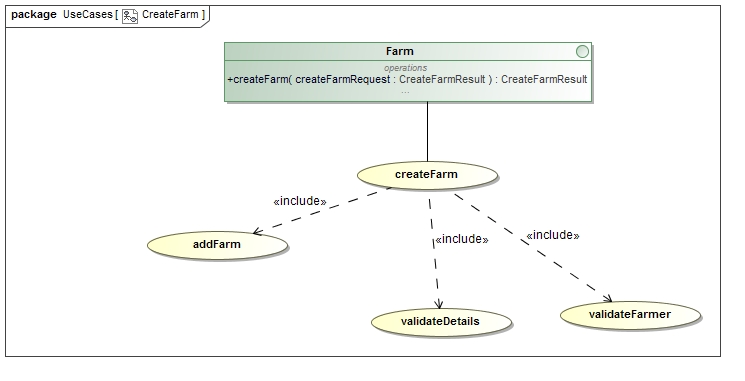 package UseCases [ CreateFarm ]
Farm
operations
+createFarm( createFarmRequest : CreateFarmResult ) : CreateFarmResult
...
createFarm
«include»
addFarm
«include»
«include»
validateDetails
validateFarmer